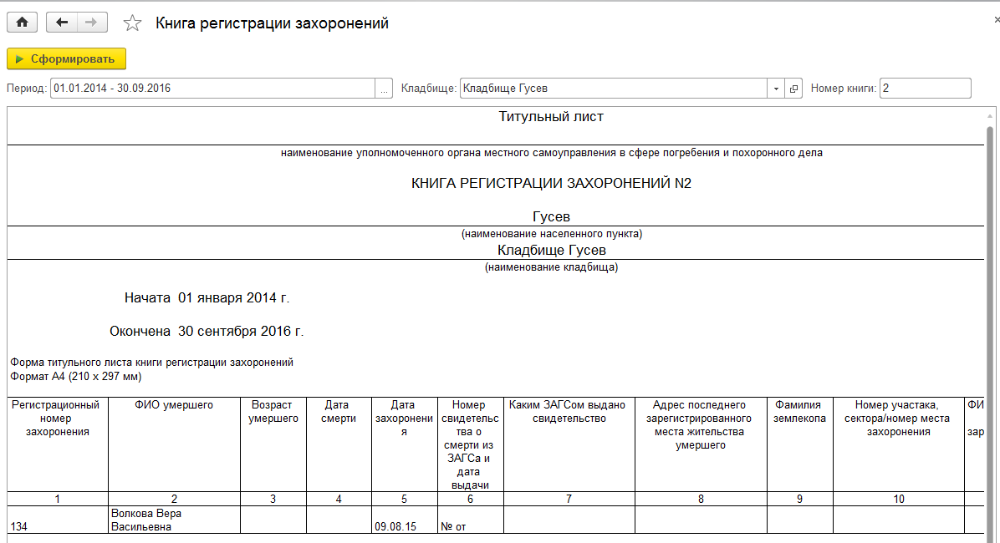 Книга регистрации захоронений
Сформировать
Период: 01.01.2014 - 30.09.2016 ... Кладбище: Кладбище Гусев Номер книги: 2
Титульный лист
наименование уполномоченного органа местного самоуправления в сфере погребения и похоронного дела
КНИГА РЕГИСТРАЦИИ ЗАХОРОНЕНИЙ N2
Гусев
(наименование населенного пункта)
Кладбище Гусев
(наименование кладбища)
Начата 01 января 2014 г.
Окончена 30 сентября 2016 г.
Форма титульного листа книги регистрации захоронений
Формат А4 (210 x 297 мм)
Регистрационный
номер
захоронения
ФИО умершего
Возраст
умершего
Дата
смерти
Дата
захоронени
я
Номер
свидетельс
тва о
смерти из
ЗАГСа и
дата
выдачи
Каким ЗАГСом выдано
свидетельство
Адрес последнего
зарегистрированного
места жительства
умершего
Фамилия
землекопа
Номер участака,
сектора/номер места
захоронения
ФИ
зар
1 2 3 4 5 6 7 8 9 10
134
Волкова Вера
Васильевна
09.08.15
№ от